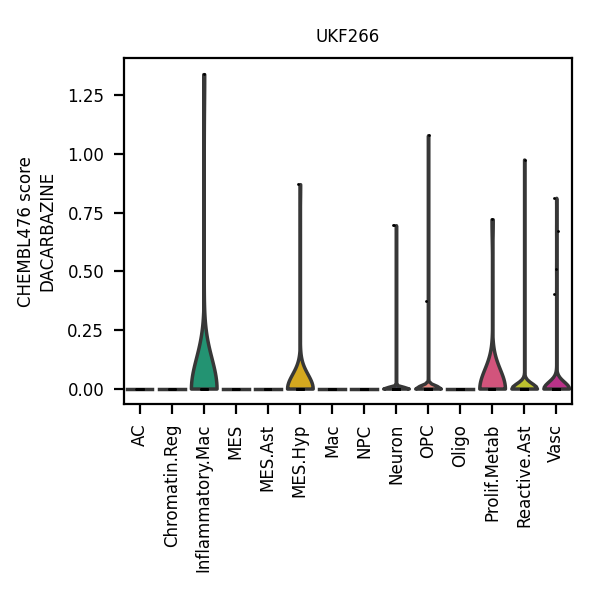 UKF266
CHEMBL476 score
DACARBAZINE
1.25
1.00
0.75
0.50
0.25
0.00
AC
Chromatin.Reg
Inflammatory.Mac
MES
MES.Ast
MES.Hyp
Mac
NPC
Neuron
OPC
Oligo
Prolif.Metab
Reactive.Ast
Vasc